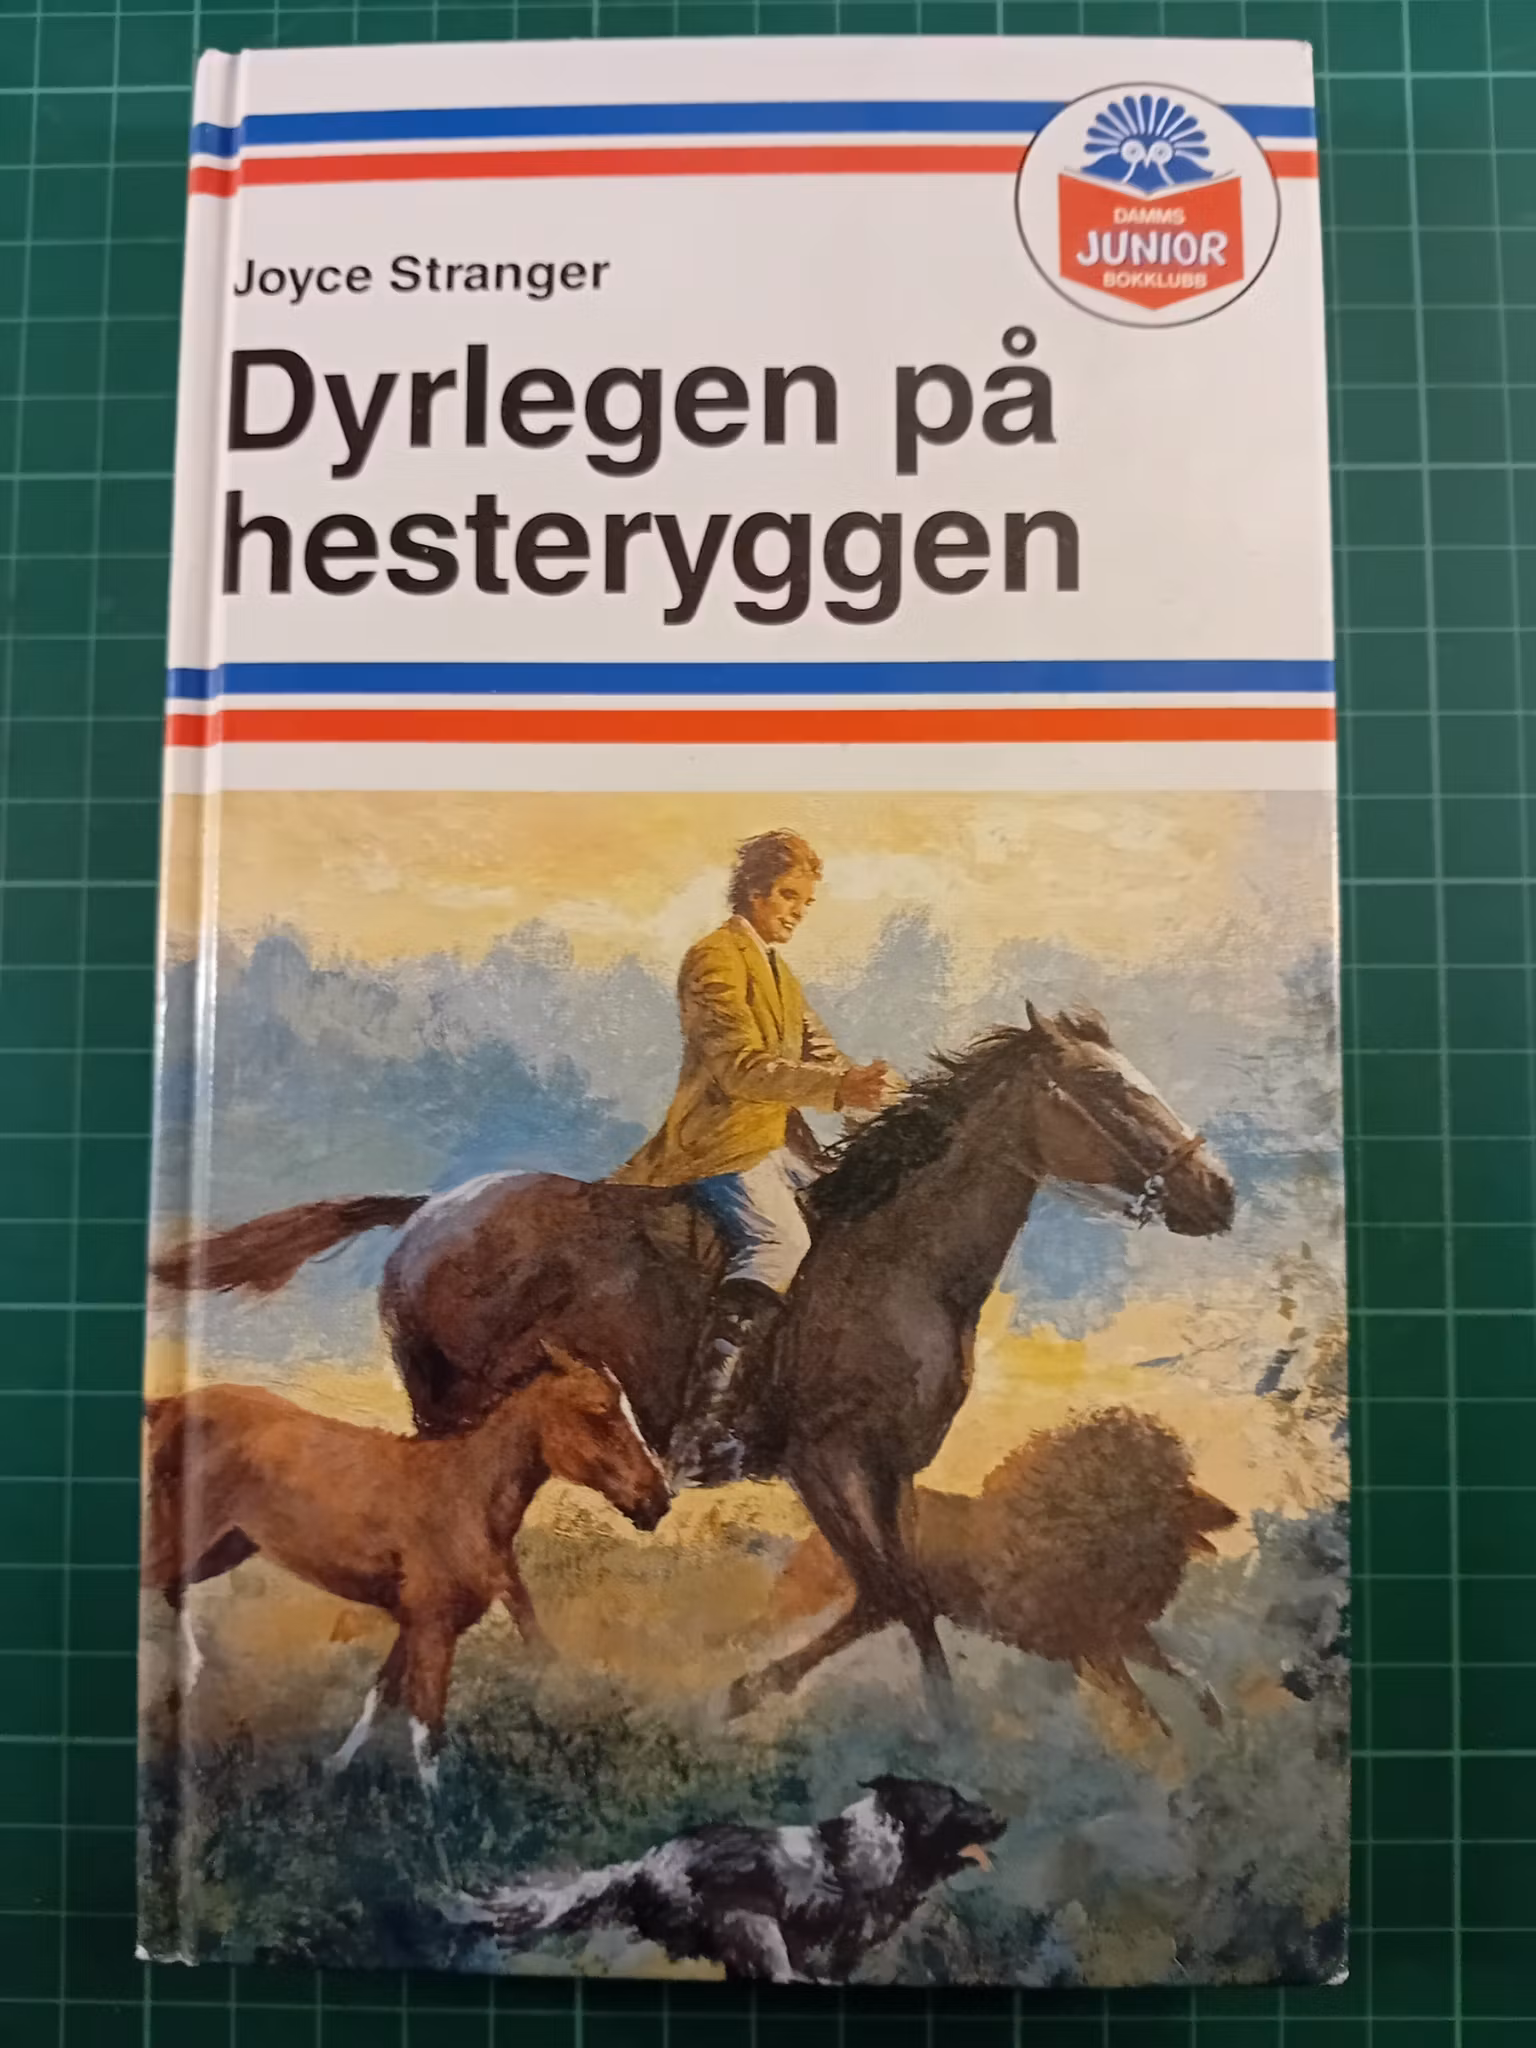 DAMMS
JUNIOR
BOKKLUBB
Joyce Stranger
Dyrlegen på
hesteryggen